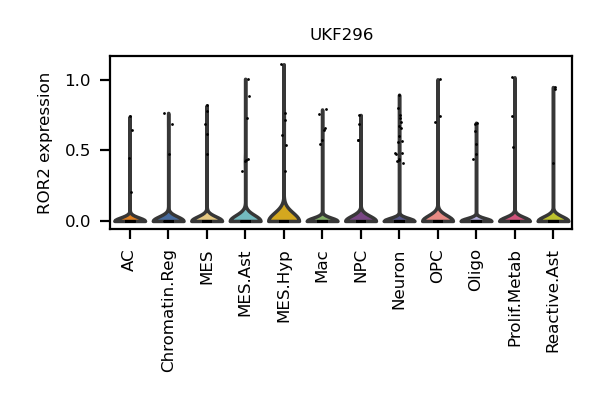 UKF296
ROR2 expression
1.0
0.5
0.0
AC
Chromatin.Reg
MES
MES.Ast
MES.Hyp
Mac
NPC
Neuron
OPC
Oligo
Prolif.Metab
Reactive.Ast